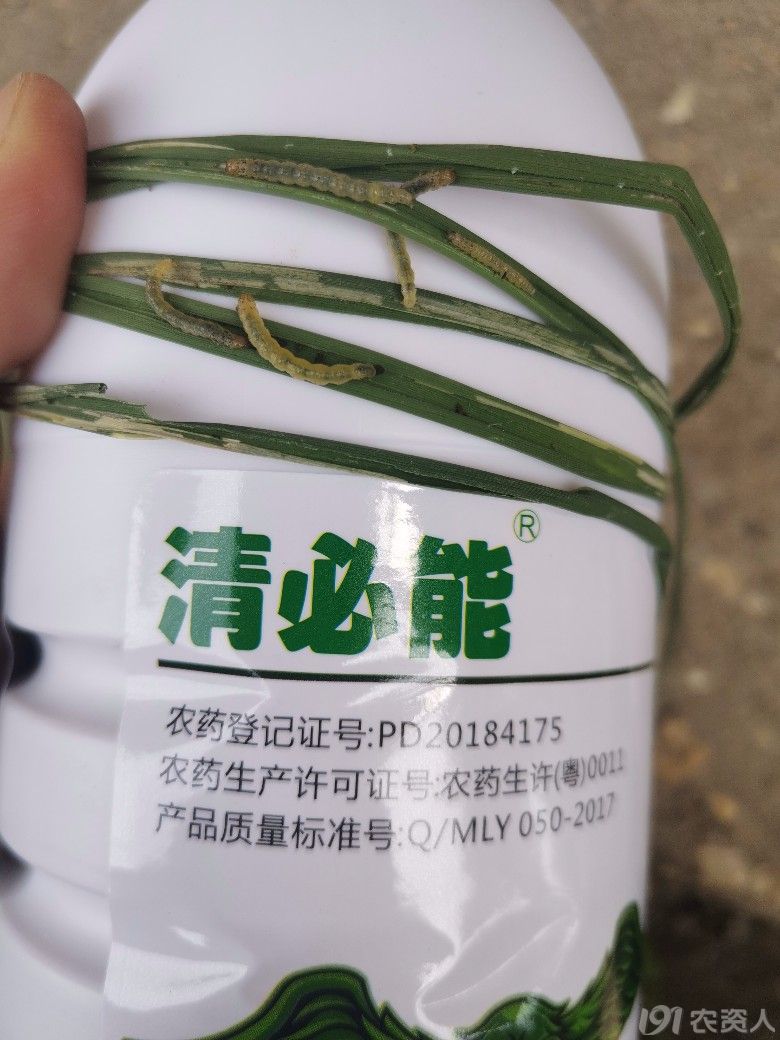 清必能®
农药登记证号:PD20184175
农药生产许可证号:农药生许(粤)0011
产品质量标准号:Q/MLY 050-2017
191农资人